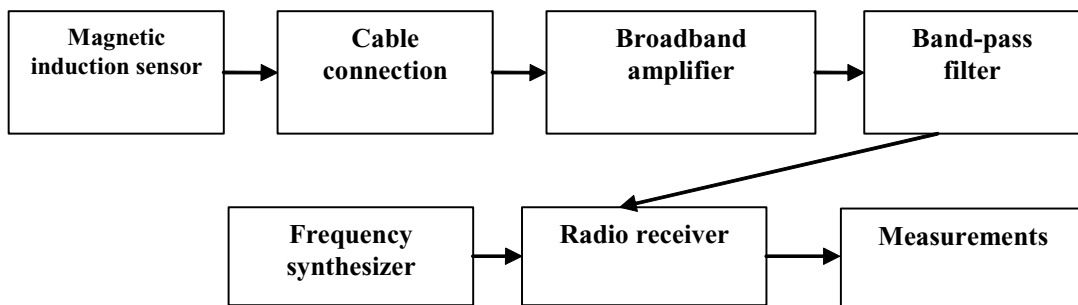 Magnetic
induction sensor
Cable
connection
Broadband
amplifier
Band-pass
filter
Frequency
synthesizer
Radio receiver
Measurements